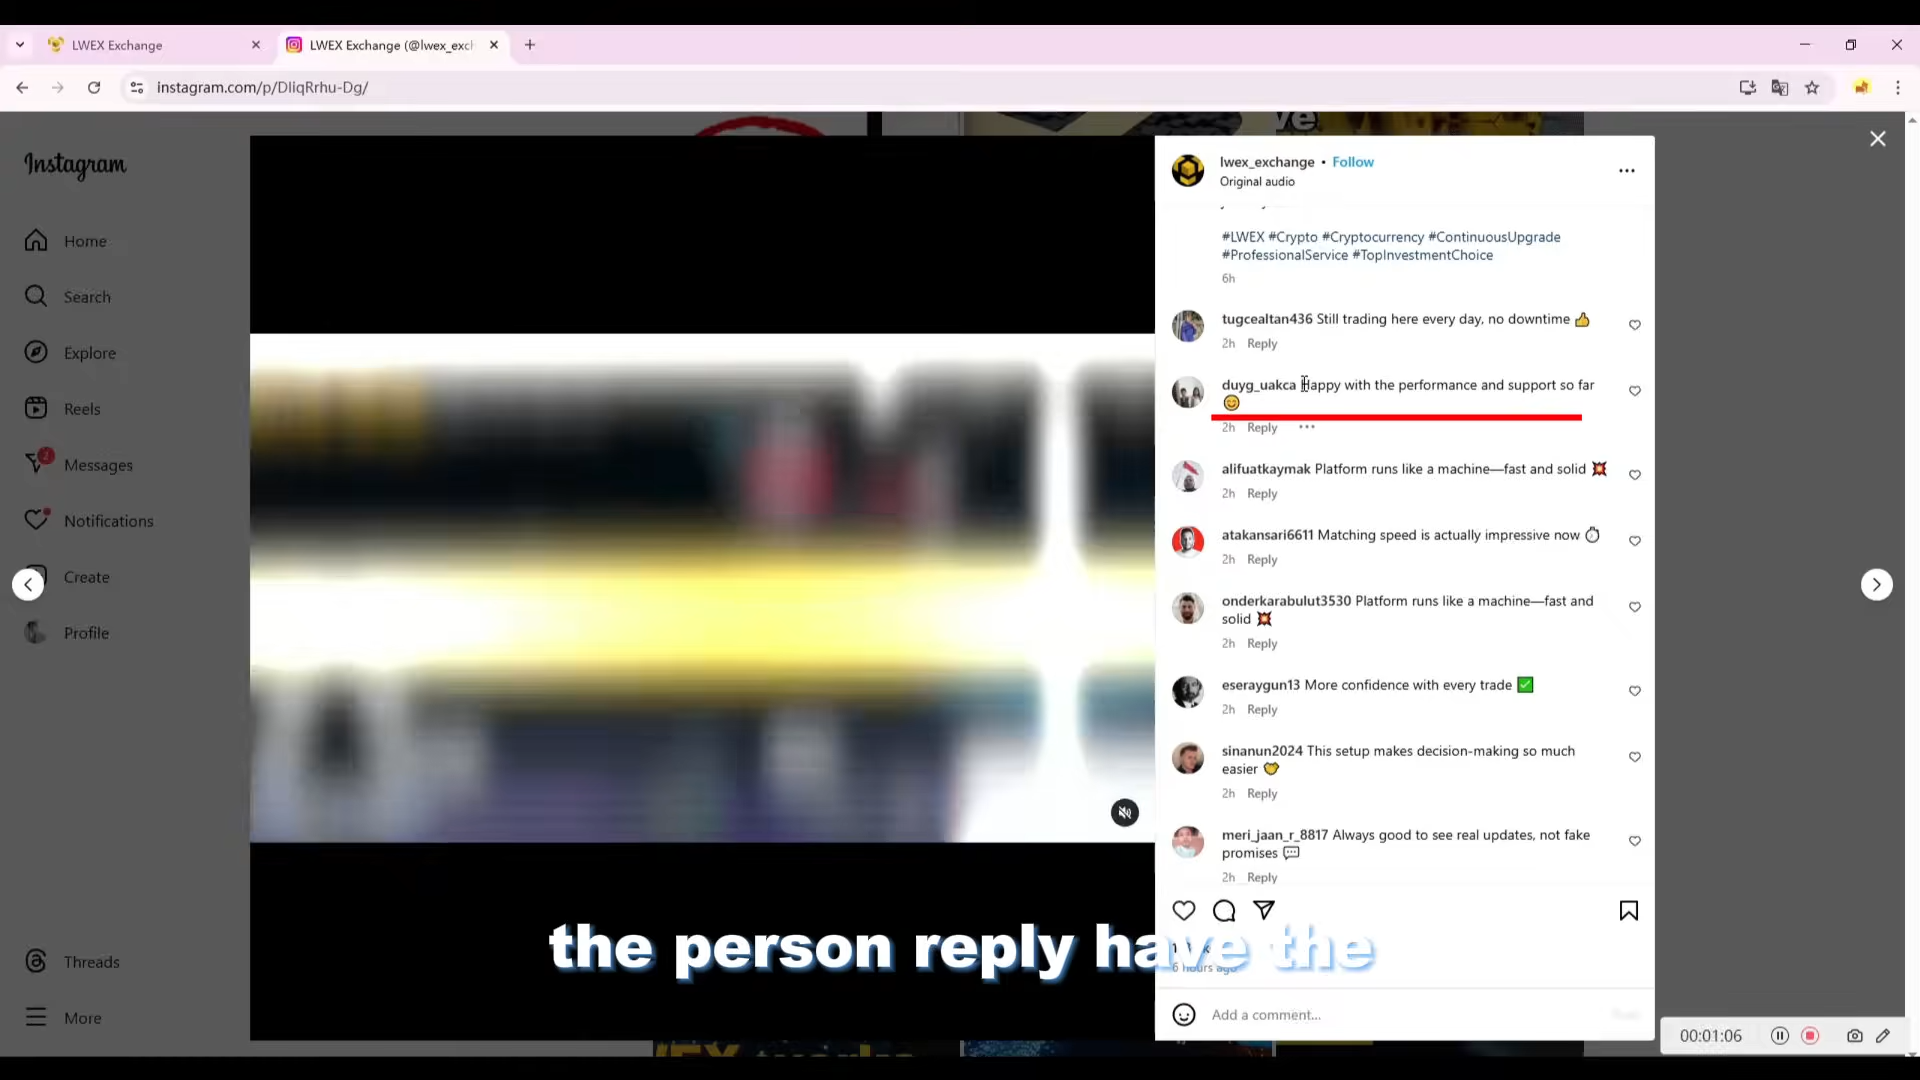 LWEX Exchange
LWEX Exchange (@lwex_exch
instagram.com/p/DIiqRrhu-Dg/
ve
Instagram
Home
Search
Explore
Reels
2
Messages
Notifications
Create
Profile
Threads
More
lwex_exchange • Follow
Original audio
#LWEX #Crypto #Cryptocurrency #ContinuousUpgrade
#ProfessionalService #TopInvestmentChoice
6h
tugcealtan436 Still trading here every day, no downtime 👍
2h Reply
duyg_uakca Happy with the performance and support so far
😊
2h Reply ...
alifuatkaymak Platform runs like a machine—fast and solid 💥
2h Reply
atakansari6611 Matching speed is actually impressive now ⏱
2h Reply
onderkarabulut3530 Platform runs like a machine—fast and
solid 💥
2h Reply
eseraygun13 More confidence with every trade ✅
2h Reply
sinanun2024 This setup makes decision-making so much
easier 🤝
2h Reply
meri_jaan_r_8817 Always good to see real updates, not fake
promises 💬
2h Reply
the person reply have the
6 hours ago
Add a comment...
00:01:06